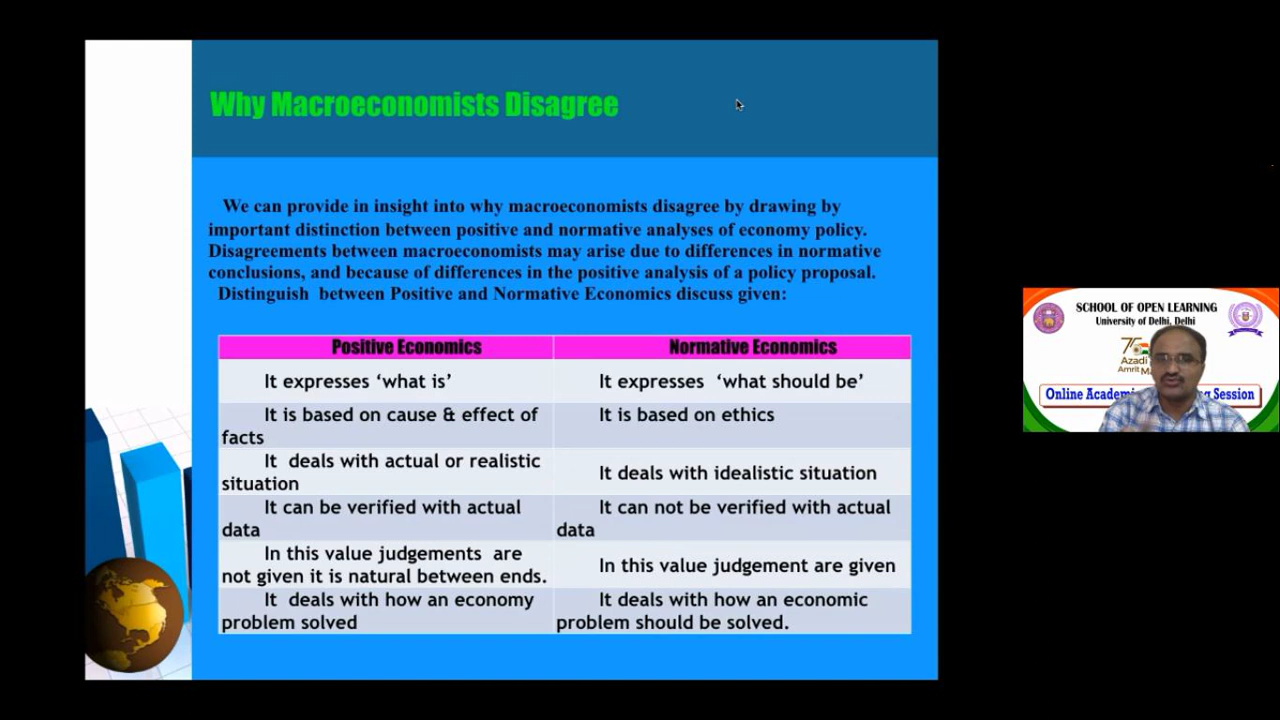 Why Macroeconomists Disagree
We can provide in insight into why macroeconomists disagree by drawing by
important distinction between positive and normative analyses of economy policy.
Disagreements between macroeconomists may arise due to differences in normative
conclusions, and because of differences in the positive analysis of a policy proposal.
Distinguish between Positive and Normative Economics discuss given:
Positive Economics
Normative Economics
It expresses ‘what is’
It expresses ‘what should be’
It is based on cause & effect of
facts
It is based on ethics
It deals with actual or realistic
situation
It deals with idealistic situation
It can be verified with actual
data
It can not be verified with actual
data
In this value judgements are
not given it is natural between ends.
In this value judgement are given
It deals with how an economy
problem solved
It deals with how an economic
problem should be solved.
SCHOOL OF OPEN LEARNING
University of Delhi, Delhi
Azadi
Amrit
Online
Session